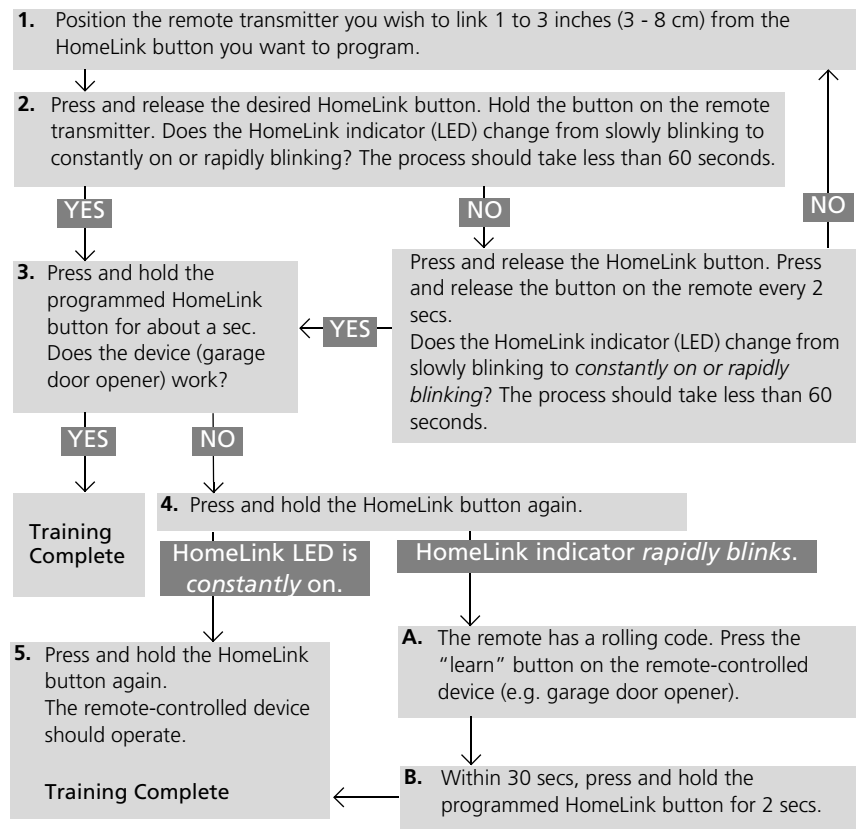 1. Position the remote transmitter you wish to link 1 to 3 inches (3 - 8 cm) from the
HomeLink button you want to program.
2. Press and release the desired HomeLink button. Hold the button on the remote
transmitter. Does the HomeLink indicator (LED) change from slowly blinking to
constantly on or rapidly blinking? The process should take less than 60 seconds.
YES
NO
NO
3. Press and hold the
programmed HomeLink
button for about a sec.
Does the device (garage
door opener) work?
YES
Press and release the HomeLink button. Press
and release the button on the remote every 2
secs.
Does the HomeLink indicator (LED) change from
slowly blinking to constantly on or rapidly
blinking? The process should take less than 60
seconds.
YES
NO
Training
Complete
4. Press and hold the HomeLink button again.
HomeLink LED is
constantly on.
HomeLink indicator rapidly blinks.
5. Press and hold the HomeLink
button again.
The remote-controlled device
should operate.
Training Complete
A. The remote has a rolling code. Press the
“learn” button on the remote-controlled
device (e.g. garage door opener).
B. Within 30 secs, press and hold the
programmed HomeLink button for 2 secs.